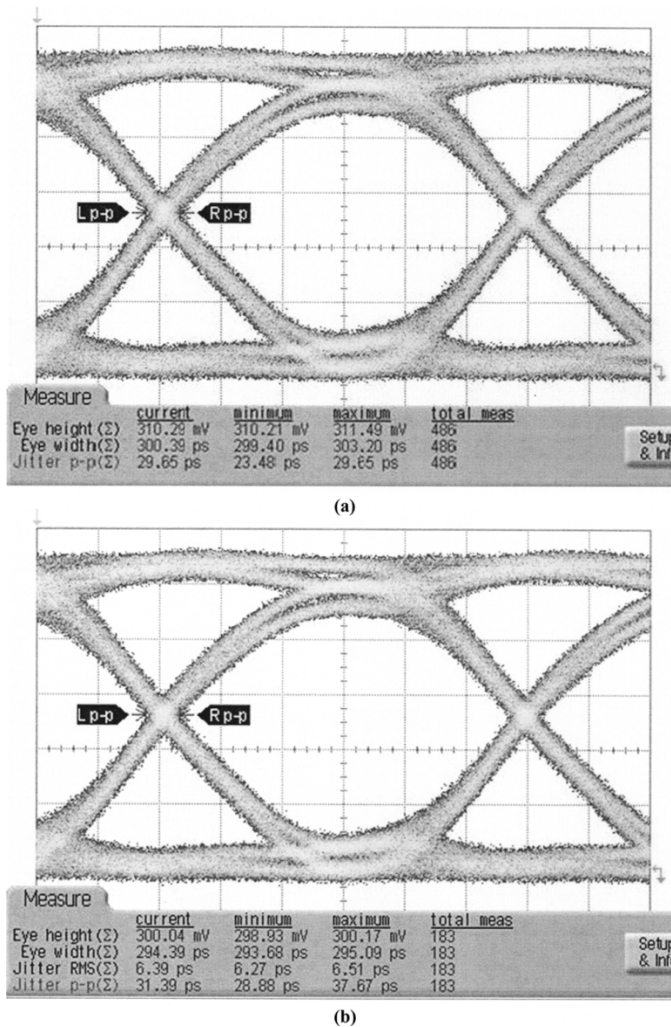 Lp-p Rp-p
Measure
current minimum maximum total meas
Eye height(Σ) 310.29 mV 310.21 mV 311.49 mV 486
Eye width(Σ) 300.39 ps 299.40 ps 303.20 ps 486
Jitter p-p(Σ) 29.65 ps 23.48 ps 29.65 ps 486
Setup
& Inf
(a)
Lp-p Rp-p
Measure
current minimum maximum total meas
Eye height(Σ) 300.04 mV 298.93 mV 300.17 mV 183
Eye width(Σ) 294.39 ps 293.68 ps 295.09 ps 183
Jitter RMS(Σ) 6.39 ps 6.27 ps 6.51 ps 183
Jitter p-p(Σ) 31.39 ps 28.88 ps 37.67 ps 183
Setup
& Inf
(b)